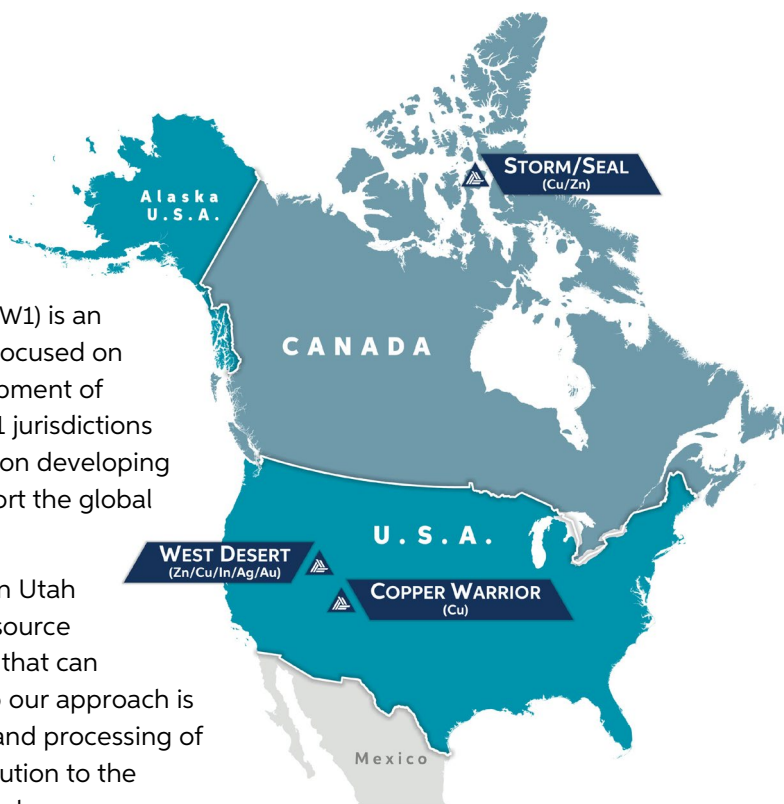 STORM/SEAL
(Cu/Zn)
Alaska
U.S.A.
CANADA
W1) is an
ocused on
pment of
1 jurisdictions
on developing
ort the global
U.S.A.
WEST DESERT
(Zn/Cu/In/Ag/Au)
COPPER WARRIOR
(Cu)
n Utah
source
that can
our approach is
and processing of
ution to the
Mexico